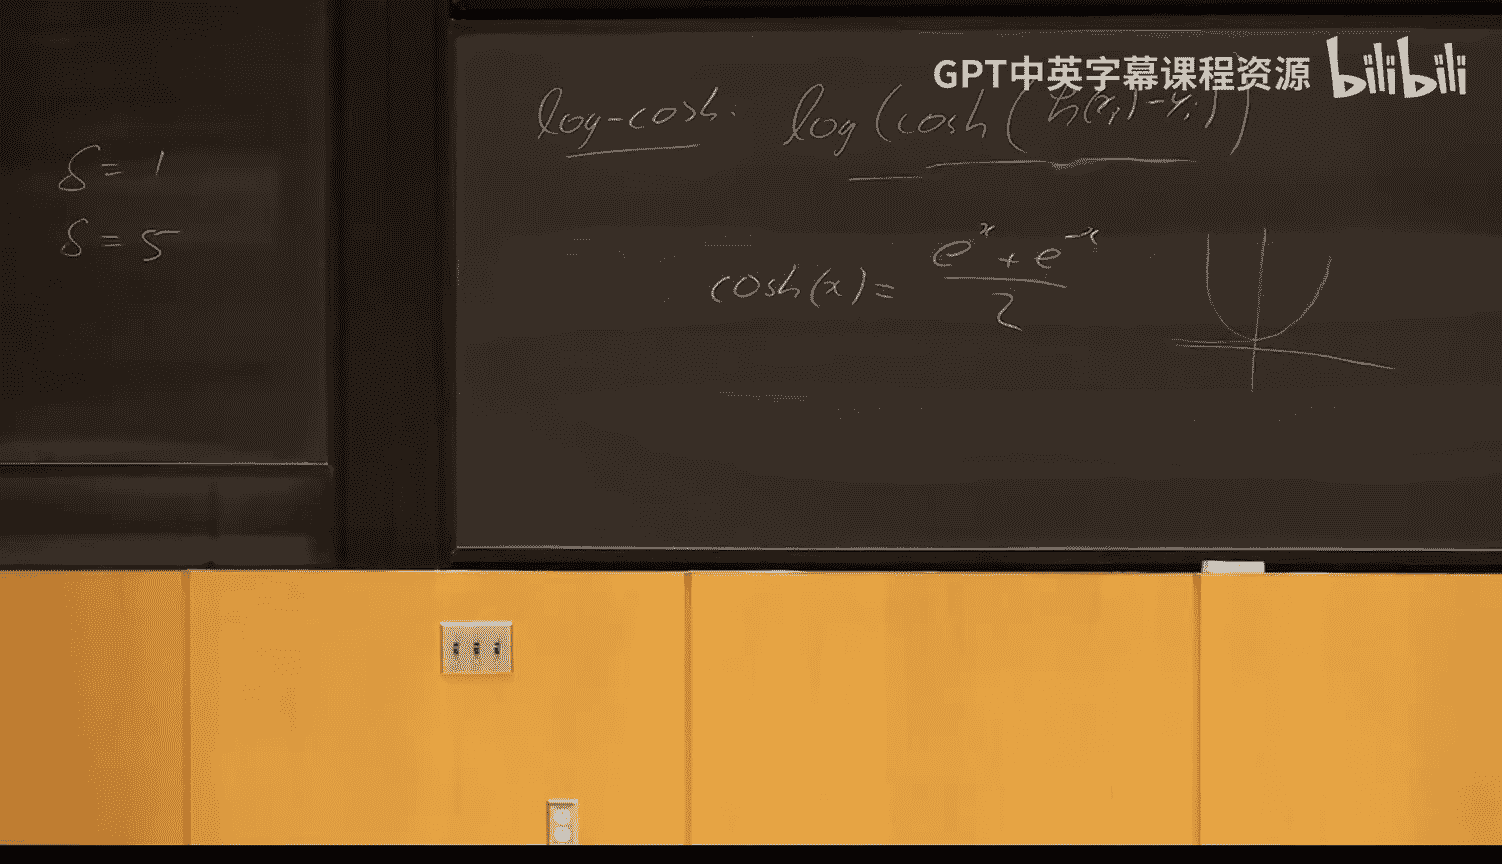 GPT中英字幕课程资源 bilibili
log-cosh: log(cosh(h(xᵢ)-yᵢ))
δ= 1
δ= 5
cosh(x)= (e^x + e^-x)/2